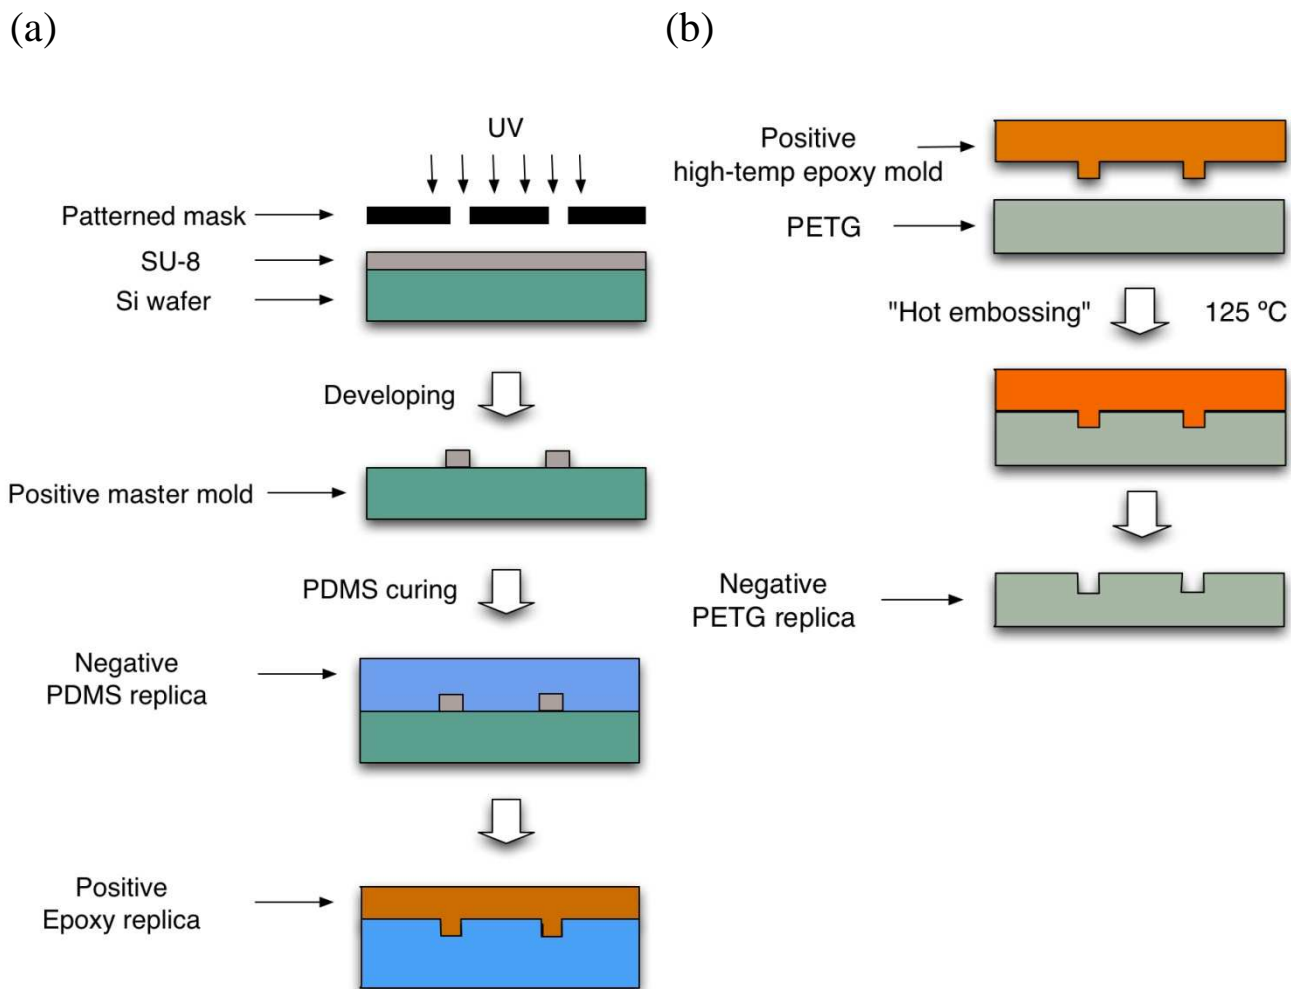 (a)
UV
Patterned mask
SU-8
Si wafer
Developing
Positive master mold
PDMS curing
Negative
PDMS replica
Positive
Epoxy replica
(b)
Positive
high-temp epoxy mold
PETG
"Hot embossing" 125 ºC
Negative
PETG replica